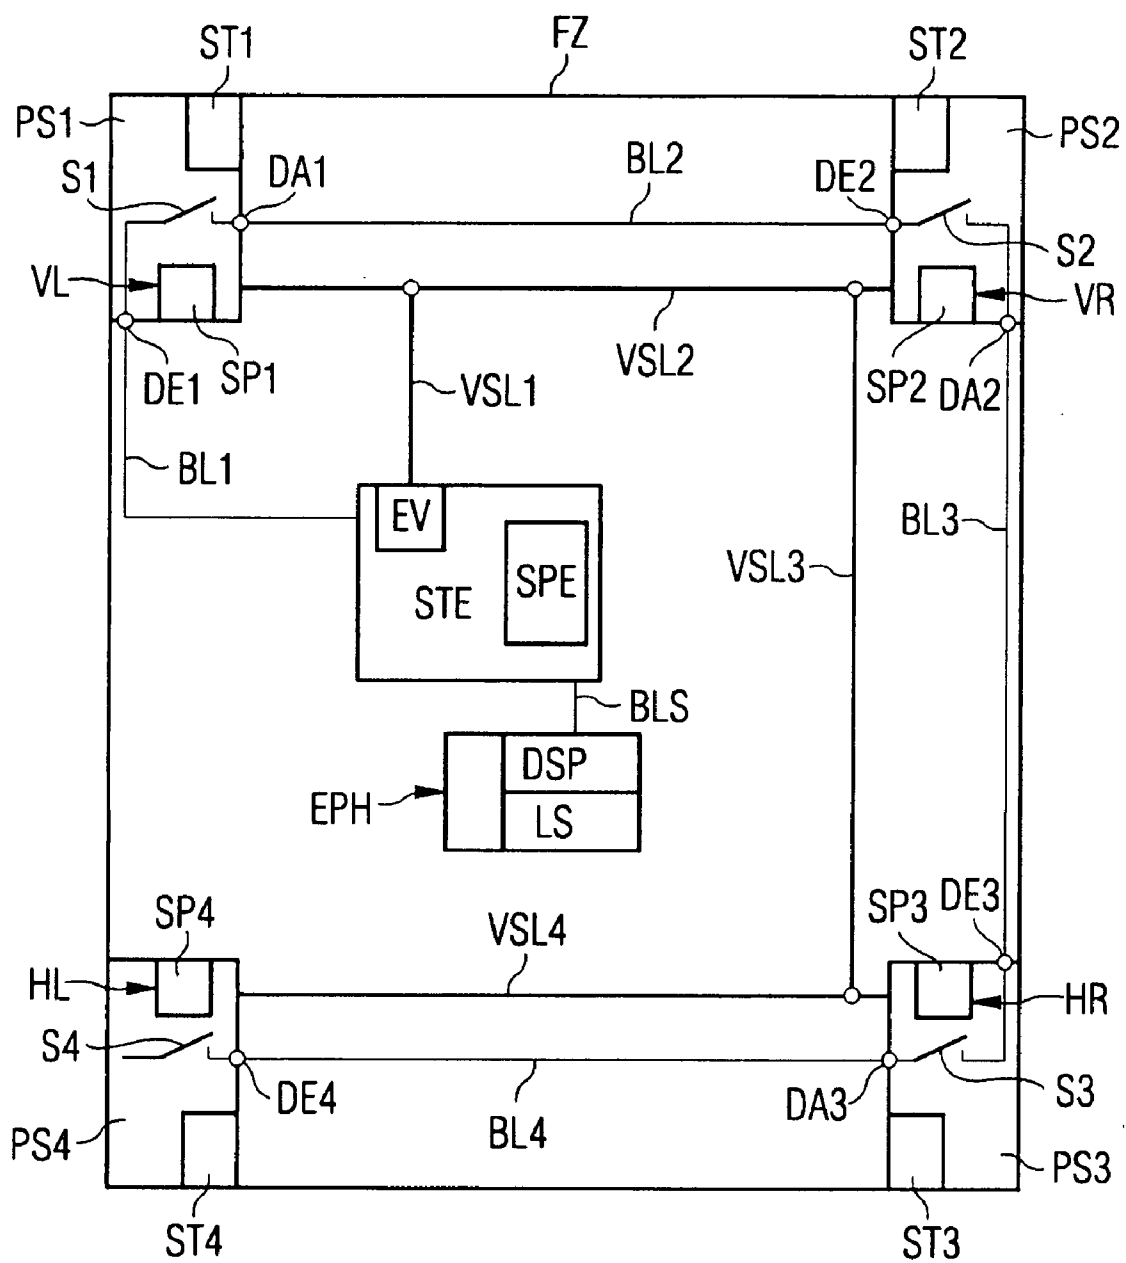 ST1
FZ
ST2
PS1
PS2
S1
DA1
BL2
DE2
S2
VL
VR
DE1
SP1
VSL1
VSL2
SP2
DA2
BL1
EV
BL3
STE
SPE
VSL3
BLS
DSP
EPH
LS
SP4
VSL4
SP3
DE3
HL
HR
S4
DE4
BL4
DA3
S3
PS4
PS3
ST4
ST3